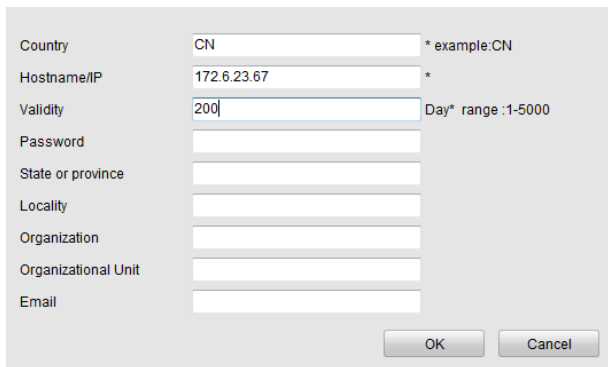 Country CN * example:CN
Hostname/IP 172.6.23.67 *
Validity 200 Day* range :1-5000
Password
State or province
Locality
Organization
Organizational Unit
Email
OK Cancel